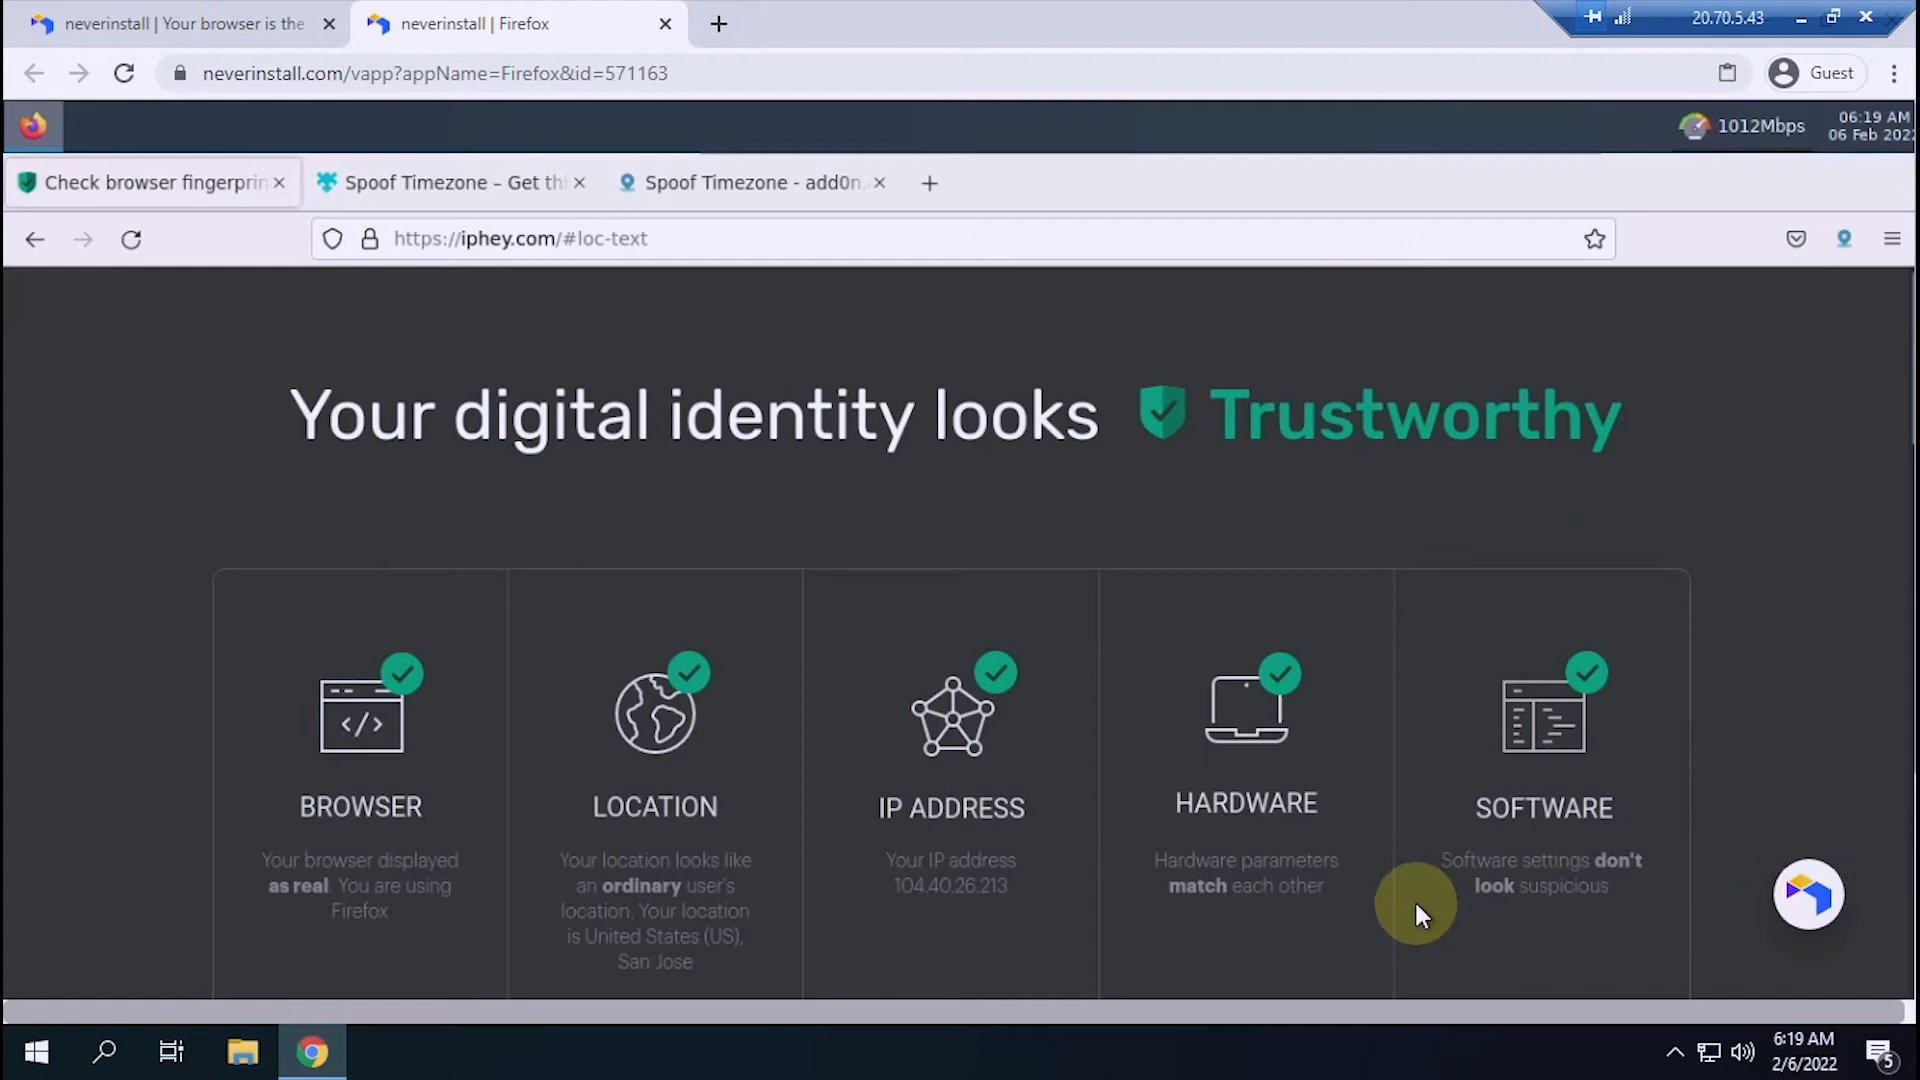 neverinstall | Your browser is the
neverinstall | Firefox
20.70.5.43
neverinstall.com/vapp?appName=Firefox&id=571163
Guest
1012Mbps
06:19 AM
06 Feb 2022
Check browser fingerprin
Spoof Timezone – Get thi
Spoof Timezone - add0n.
https://iphey.com/#loc-text
Your digital identity looks Trustworthy
BROWSER
Your browser displayed
as real. You are using
Firefox
LOCATION
Your location looks like
an ordinary user's
location. Your location
is United States (US),
San Jose
IP ADDRESS
Your IP address
104.40.26.213
HARDWARE
Hardware parameters
match each other
SOFTWARE
Software settings don't
look suspicious
6:19 AM
2/6/2022
5